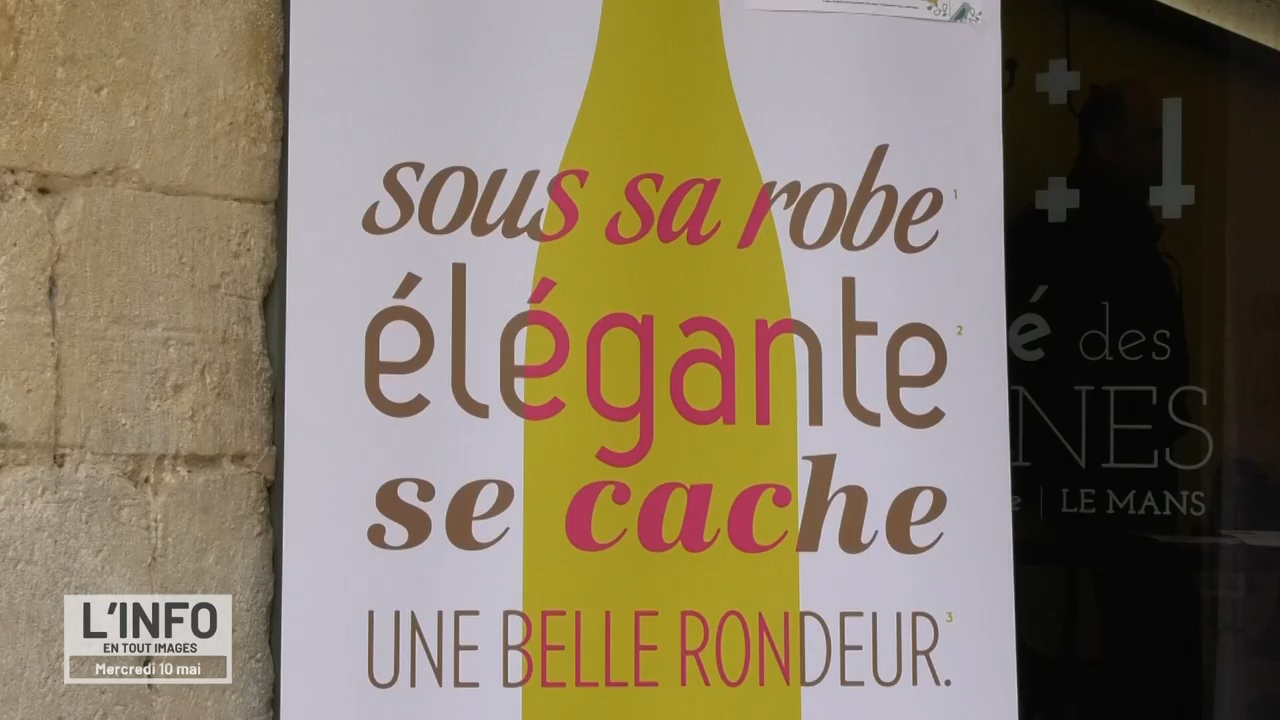 sous sa robe 1
élégante 2
se cache
UNE BELLE RONDEUR. 3
é des
NES
LE MANS
L'INFO
EN TOUT IMAGES
Mercredi 10 mai